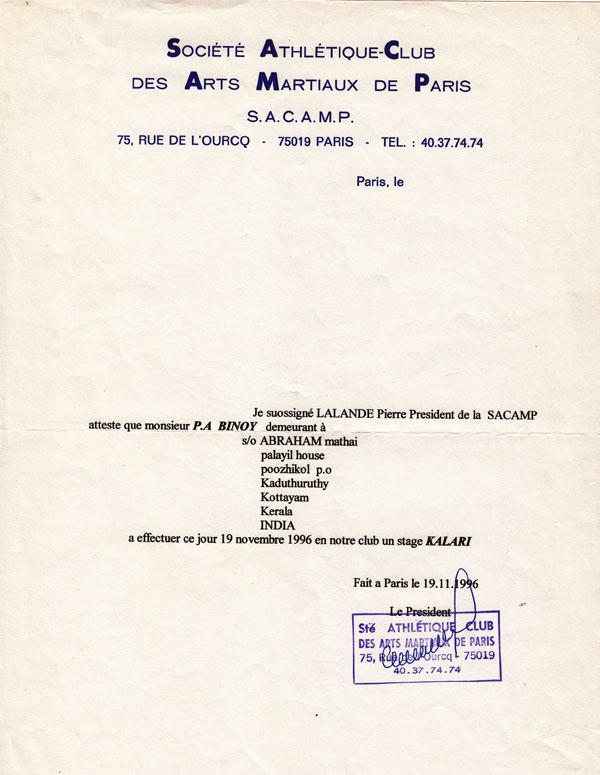 SOCIÉTÉ ATHLÉTIQUE-CLUB
DES ARTS MARTIAUX DE PARIS
S.A.C.A.M.P.
75, RUE DE L'OURCQ - 75019 PARIS - TEL. : 40.37.74.74
Paris, le
Je suossigné LALANDE Pierre President de la SACAMP
atteste que monsieur P.A BINOY demeurant à
s/o ABRAHAM mathai
palayil house
poozhikol p.o
Kaduthuruthy
Kottayam
Kerala
INDIA
a effectuer ce jour 19 novembre 1996 en notre club un stage KALARI
Fait a Paris le 19.11.1996
Le President
Sté ATHLÉTIQUE CLUB
DES ARTS MARTIAUX DE PARIS
75, Rue de l'Ourcq - 75019
40.37.74.74